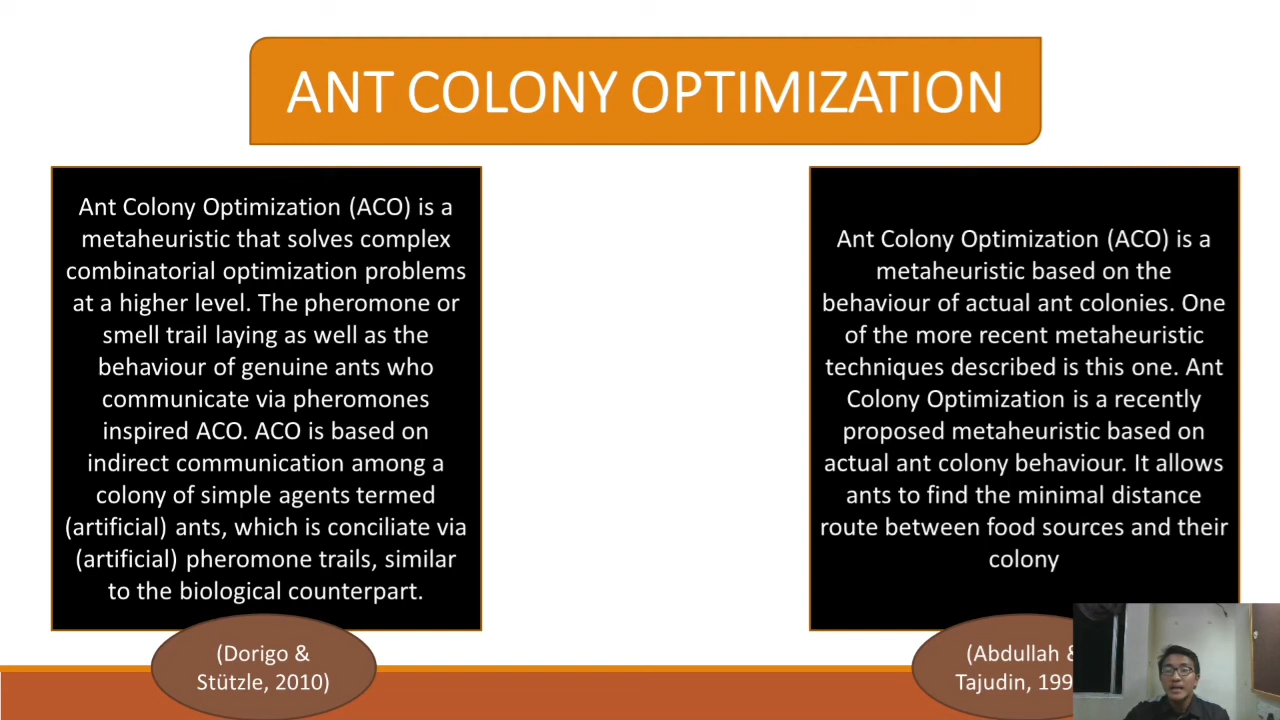 ANT COLONY OPTIMIZATION
Ant Colony Optimization (ACO) is a
metaheuristic that solves complex
combinatorial optimization problems
at a higher level. The pheromone or
smell trail laying as well as the
behaviour of genuine ants who
communicate via pheromones
inspired ACO. ACO is based on
indirect communication among a
colony of simple agents termed
(artificial) ants, which is conciliate via
(artificial) pheromone trails, similar
to the biological counterpart.
(Dorigo &
Stützle, 2010)
Ant Colony Optimization (ACO) is a
metaheuristic based on the
behaviour of actual ant colonies. One
of the more recent metaheuristic
techniques described is this one. Ant
Colony Optimization is a recently
proposed metaheuristic based on
actual ant colony behaviour. It allows
ants to find the minimal distance
route between food sources and their
colony
(Abdullah &
Tajudin,